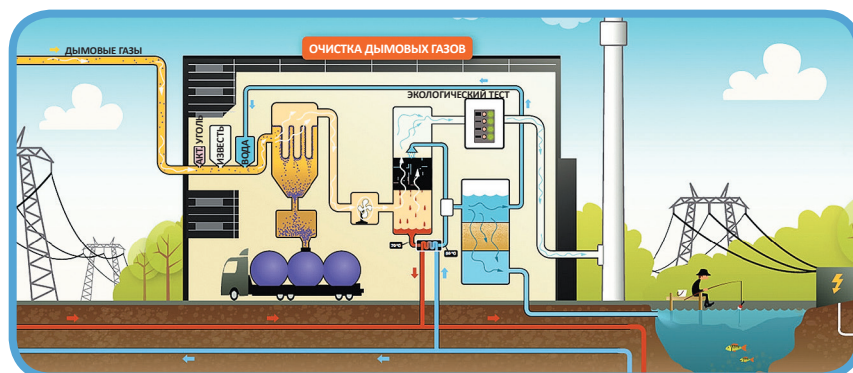 ОЧИСТКА ДЫМОВЫХ ГАЗОВ
ДЫМОВЫЕ ГАЗЫ
ЭКОЛОГИЧЕСКИЙ ТЕСТ
АКТ. УГОЛЬ
ИЗВЕСТЬ
ВОДА